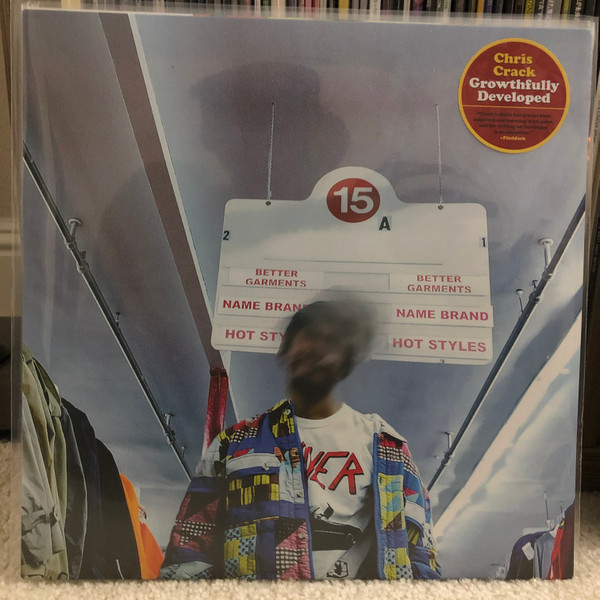 Chris
Crack
Growthfully
Developed
15
A
2
1
BETTER
GARMENTS
BETTER
GARMENTS
NAME BRAND
NAME BRAND
HOT STY
HOT STYLES
VER